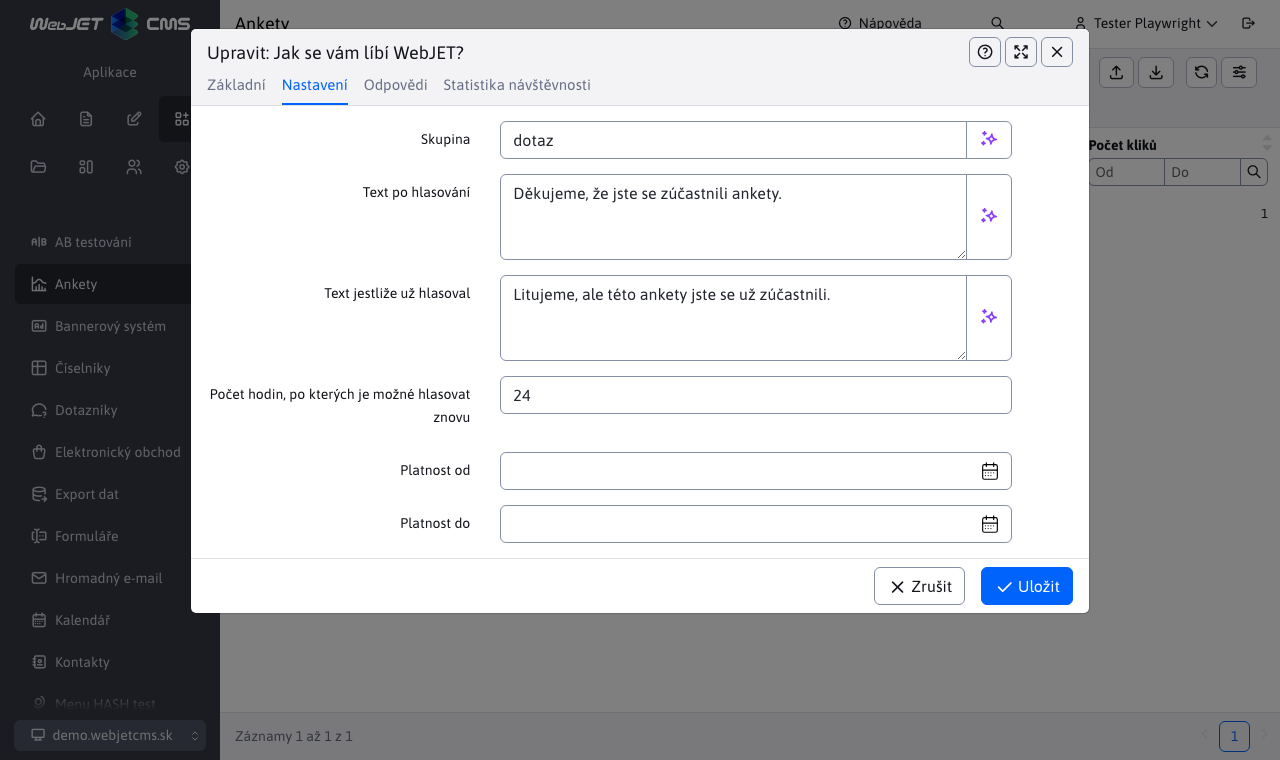 WebJET CMS
Ankety
Nápověda
Tester Playwright
Aplikace
AB testování
Ankety
Bannerový systém
Číselníky
Dotazníky
Elektronický obchod
Export dat
Formuláře
Hromadný e-mail
Kalendář
Kontakty
Menu HASH test
demo.webjetcms.sk
Upravit: Jak se vám líbí WebJET?
Základní
Nastavení
Odpovědi
Statistika návštěvnosti
Skupina
dotaz
Text po hlasování
Děkujeme, že jste se zúčastnili ankety.
Text jestliže už hlasoval
Litujeme, ale této ankety jste se už zúčastnili.
Počet hodin, po kterých je možné hlasovat
znovu
24
Platnost od
Platnost do
Zrušit
Uložit
Počet kliků
Od
Do
1
Záznamy 1 až 1 z 1
1